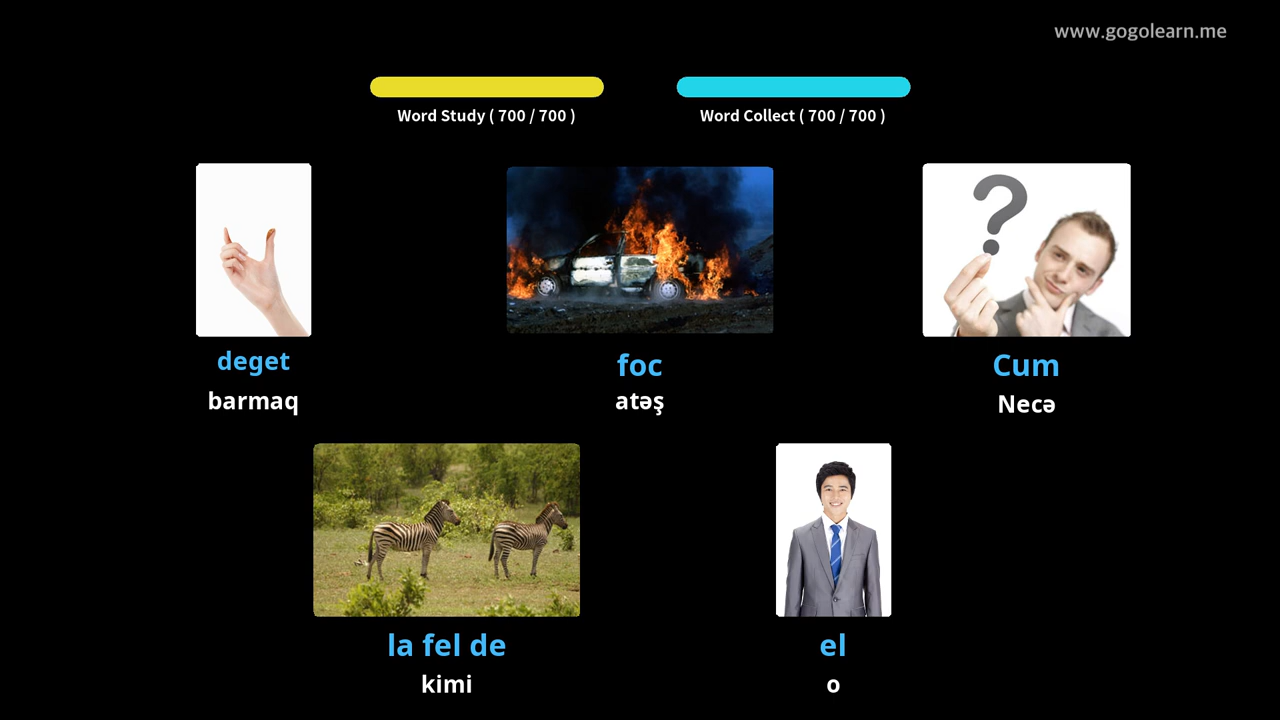 www.gogolearn.me
Word Study ( 700 / 700 )
Word Collect ( 700 / 700 )
deget
barmaq
foc
atəş
Cum
Necə
la fel de
kimi
el
o